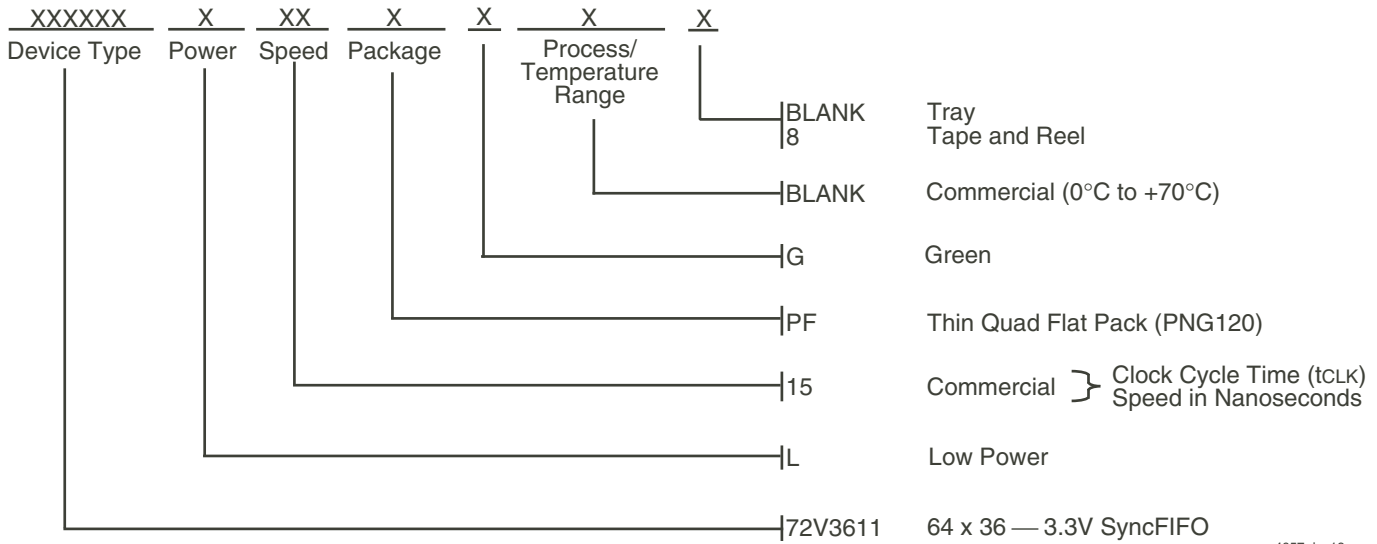 XXXXXX X XX X X X X
Device Type Power Speed Package Process/
Temperature
Range
BLANK Tray
8 Tape and Reel
BLANK Commercial (0°C to +70°C)
G Green
PF Thin Quad Flat Pack (PNG120)
15 Commercial } Clock Cycle Time (tCLK)
Speed in Nanoseconds
L Low Power
72V3611 64 x 36 — 3.3V SyncFIFO